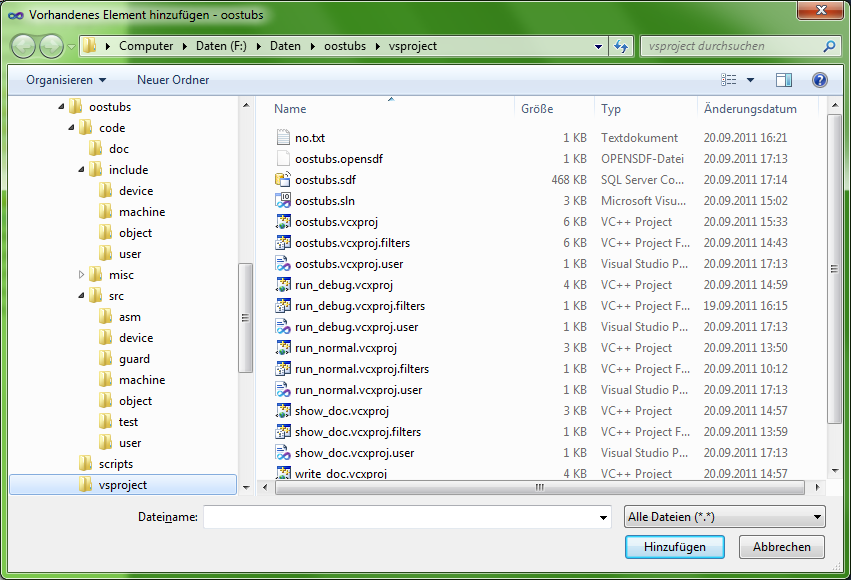 Vorhandenes Element hinzufügen - oostubs
Computer Daten (F:) Daten oostubs vsproject
vsproject durchsuchen
Organisieren Neuer Ordner
oostubs
code
doc
include
device
machine
object
user
misc
src
asm
device
guard
machine
object
test
user
scripts
vsproject
Name Größe Typ Änderungsdatum
no.txt 1 KB Textdokument 20.09.2011 16:21
oostubs.opensdf 1 KB OPENSDF-Datei 20.09.2011 17:13
oostubs.sdf 468 KB SQL Server Co... 20.09.2011 17:14
oostubs.sln 3 KB Microsoft Visu... 20.09.2011 15:02
oostubs.vcxproj 6 KB VC++ Project 20.09.2011 15:33
oostubs.vcxproj.filters 6 KB VC++ Project F... 20.09.2011 14:43
oostubs.vcxproj.user 1 KB Visual Studio P... 20.09.2011 17:13
run_debug.vcxproj 4 KB VC++ Project 20.09.2011 14:59
run_debug.vcxproj.filters 1 KB VC++ Project F... 19.09.2011 16:15
run_debug.vcxproj.user 1 KB Visual Studio P... 20.09.2011 17:13
run_normal.vcxproj 3 KB VC++ Project 20.09.2011 13:50
run_normal.vcxproj.filters 1 KB VC++ Project F... 20.09.2011 10:12
run_normal.vcxproj.user 1 KB Visual Studio P... 20.09.2011 17:13
show_doc.vcxproj 3 KB VC++ Project 20.09.2011 14:57
show_doc.vcxproj.filters 1 KB VC++ Project F... 20.09.2011 13:59
show_doc.vcxproj.user 1 KB Visual Studio P... 20.09.2011 17:13
write_doc.vcxproj 4 KB VC++ Project 20.09.2011 14:57
Dateiname:
Alle Dateien (*.*)
Hinzufügen Abbrechen